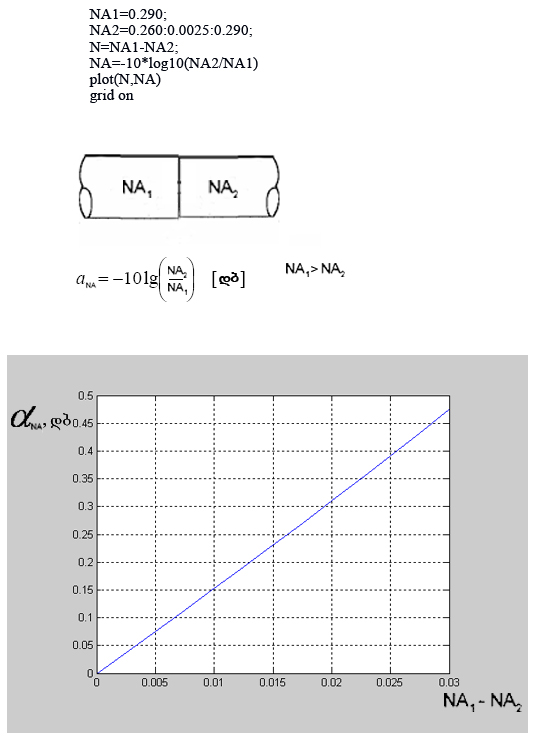 NA1=0.290;
NA2=0.260:0.0025:0.290;
N=NA1-NA2;
NA=-10*log10(NA2/NA1)
plot(N,NA)
grid on
NA₁ NA₂
aNA = −10lg(NA₂/NA₁) [დბ] NA₁> NA₂
αNA, დბ
0.5
0.45
0.4
0.35
0.3
0.25
0.2
0.15
0.1
0.05
0
0 0.005 0.01 0.015 0.02 0.025 0.03
NA₁ - NA₂